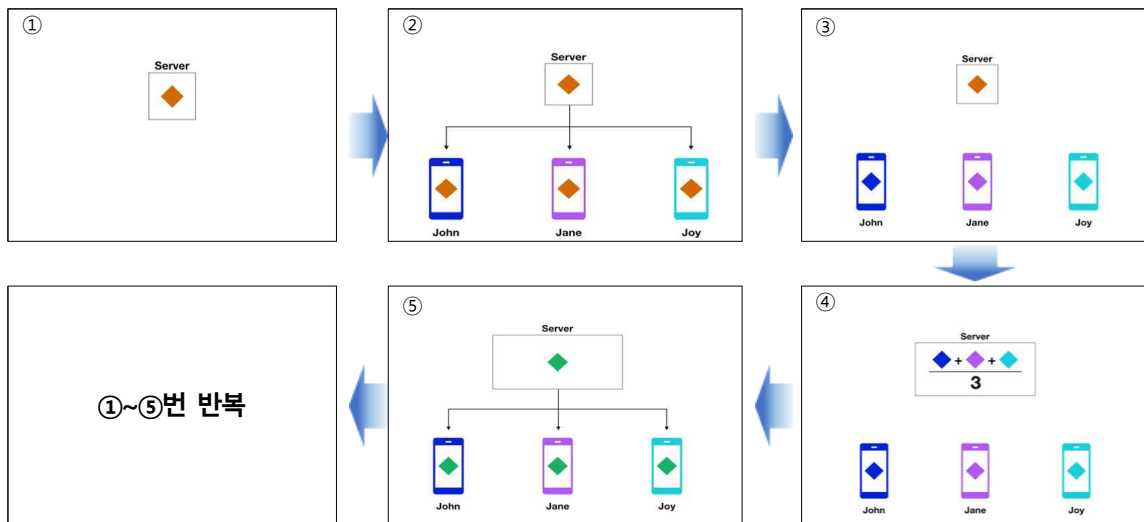 ①
Server
②
Server
John
Jane
Joy
③
Server
John
Jane
Joy
④
Server
+ +
3
John
Jane
Joy
⑤
Server
John
Jane
Joy
①~⑤번 반복